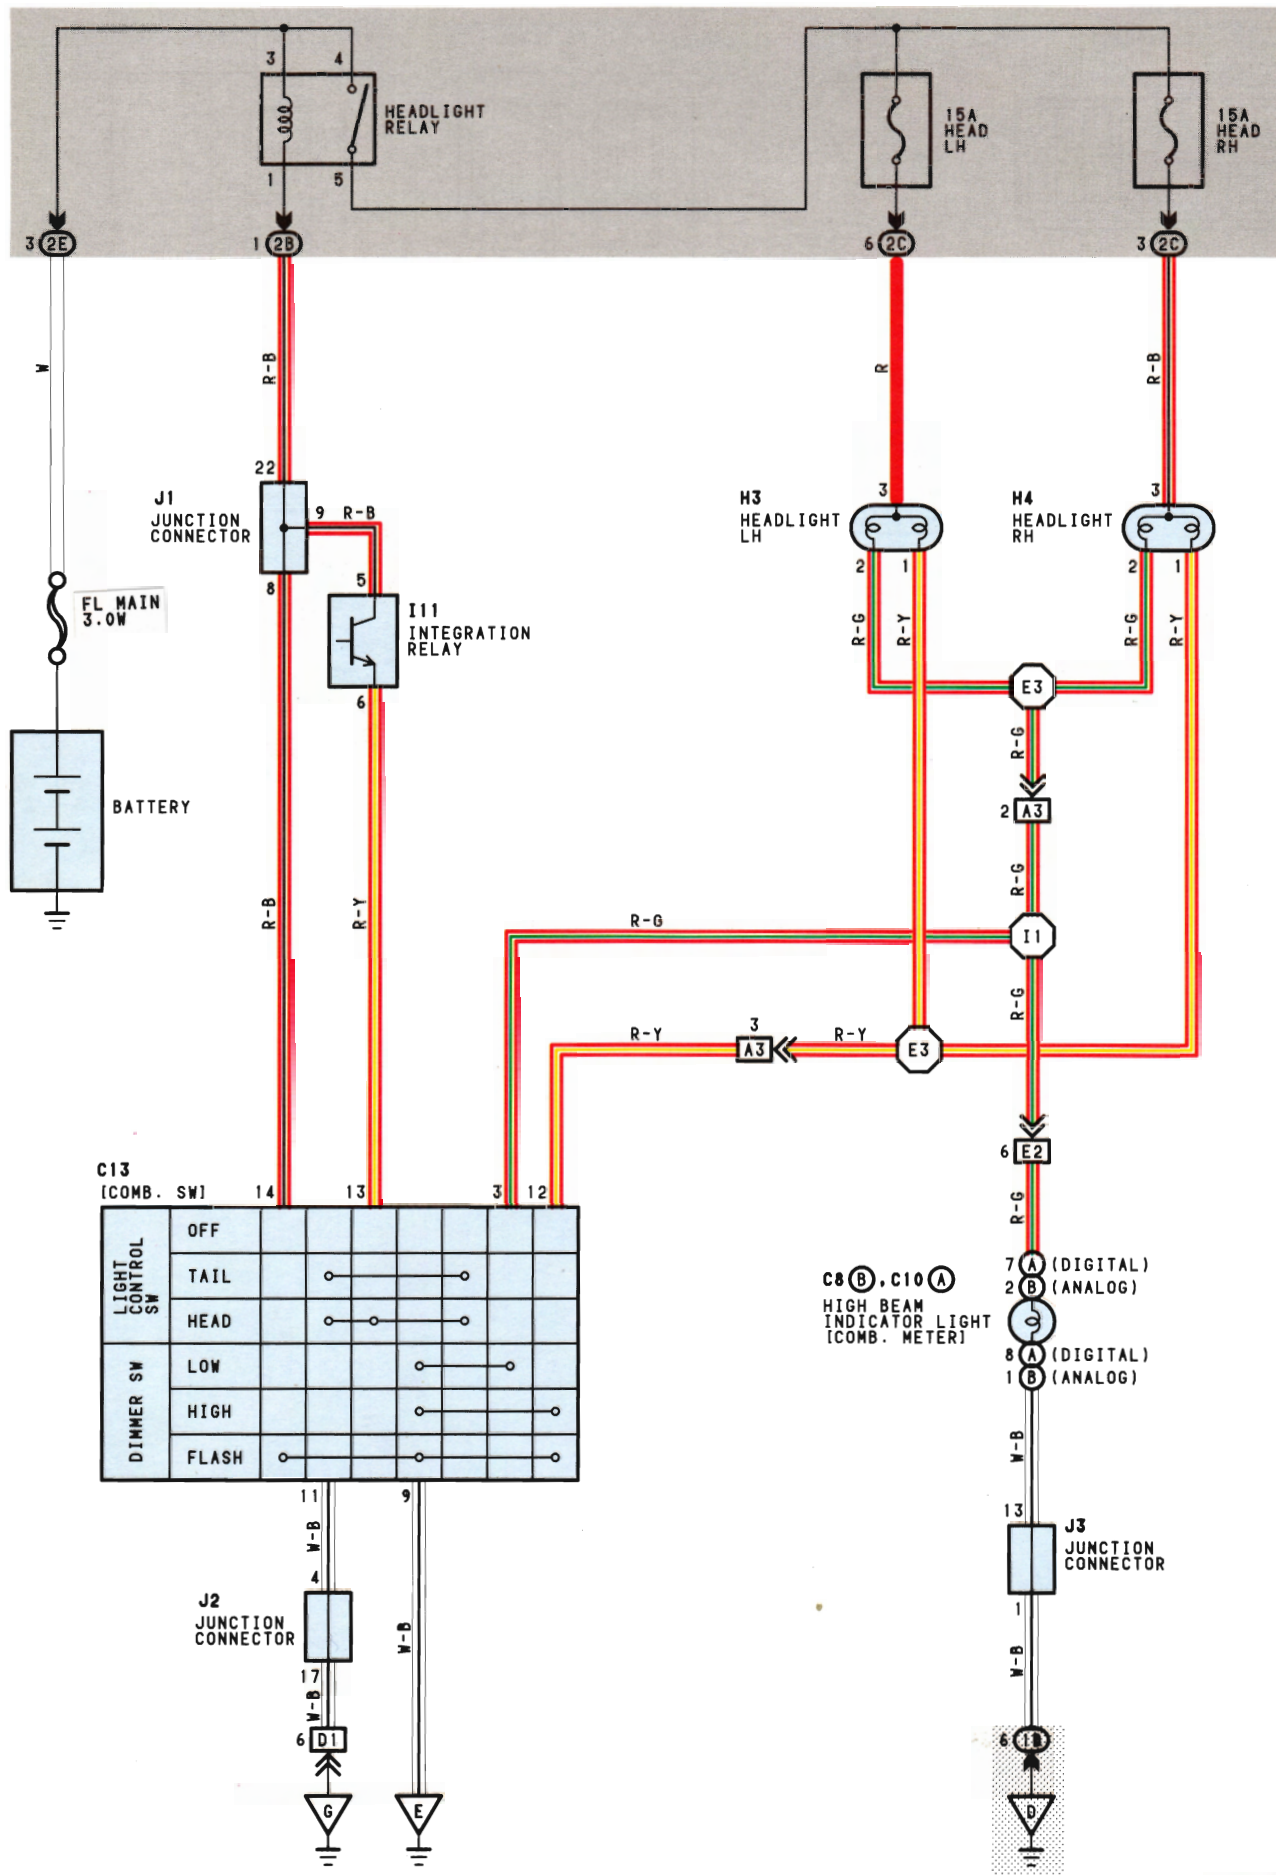 3 4
HEADLIGHT
RELAY
1 5
15A
HEAD
LH
15A
HEAD
RH
3 2E
1 2B
6 2C
3 2C
W
R-B
R
R-B
22
J1
JUNCTION
CONNECTOR
9 R-B
8
5
I11
INTEGRATION
RELAY
6
FL MAIN
3.0W
BATTERY
H3
HEADLIGHT
LH
3
2 1
R-G
R-Y
H4
HEADLIGHT
RH
3
2 1
R-G
R-Y
E3
R-G
2 A3
R-G
R-B
R-Y
R-G
I1
R-G
R-Y
3
A3
R-Y
E3
6 E2
R-G
C13
[COMB. SW]
14 13 3 12
LIGHT
CONTROL
SW
OFF
TAIL
HEAD
DIMMER SW
LOW
HIGH
FLASH
C8 B, C10 A
HIGH BEAM
INDICATOR LIGHT
[COMB. METER]
7 A (DIGITAL)
2 B (ANALOG)
8 A (DIGITAL)
1 B (ANALOG)
W-B
13
J3
JUNCTION
CONNECTOR
1
W-B
6 1B
D
11
W-B
4
J2
JUNCTION
CONNECTOR
17
W-B
6 D1
G
9
W-B
E